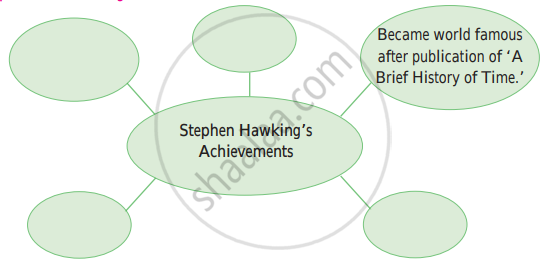 Became world famous
after publication of ‘A
Brief History of Time.’
Stephen Hawking’s
Achievements
shaalaa.com